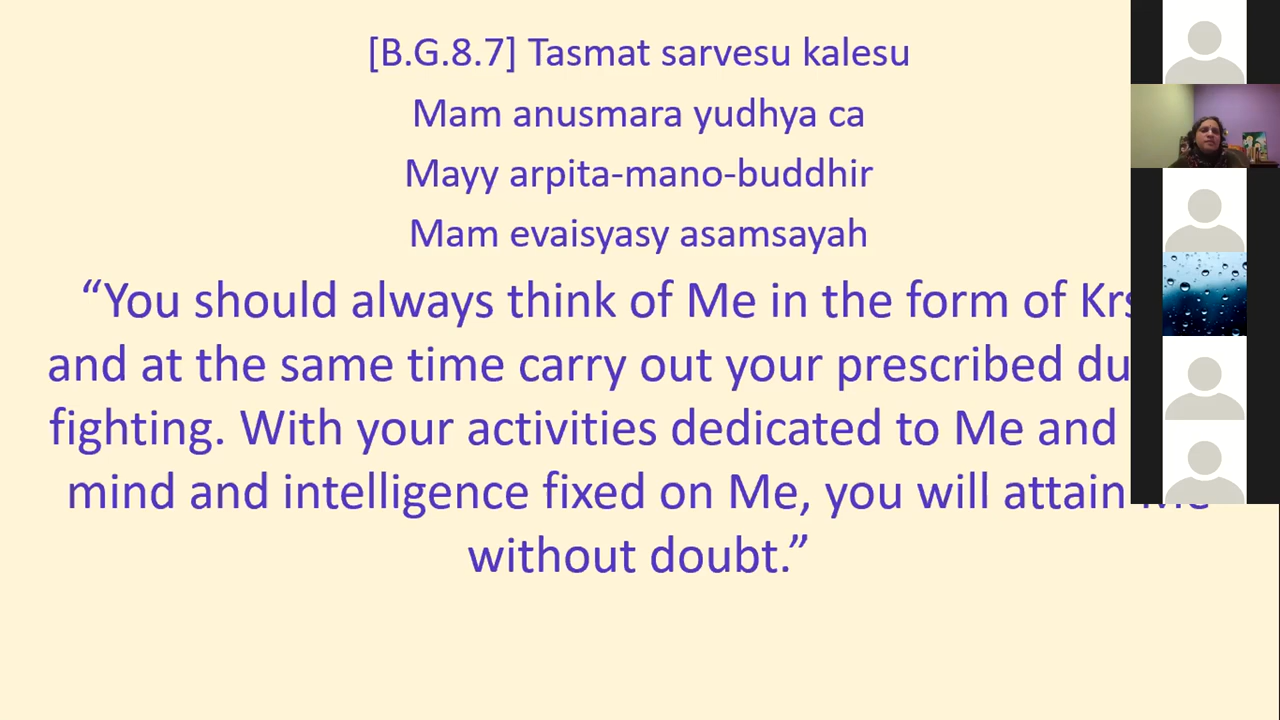 [B.G.8.7] Tasmat sarvesu kalesu
Mam anusmara yudhya ca
Mayy arpita-mano-buddhir
Mam evaisyasy asamsayah
“You should always think of Me in the form of
and at the same time carry out your prescribed
fighting. With your activities dedicated to Me and
mind and intelligence fixed on Me, you will attain
without doubt.”